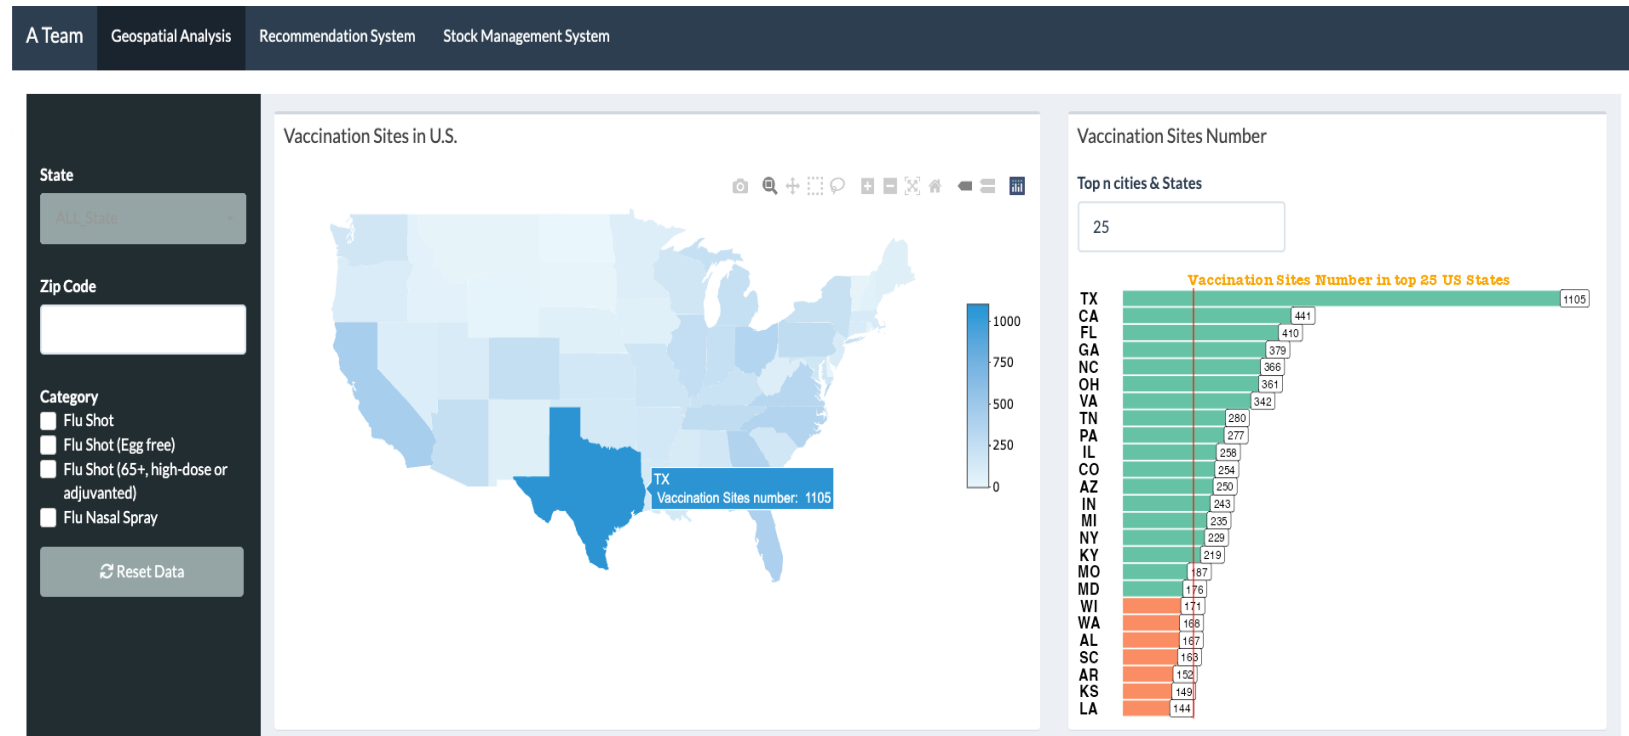 A Team
Geospatial Analysis
Recommendation System
Stock Management System
State
ALL_State
Zip Code
Category
Flu Shot
Flu Shot (Egg free)
Flu Shot (65+, high-dose or
adjuvanted)
Flu Nasal Spray
Reset Data
Vaccination Sites in U.S.
TX
Vaccination Sites number: 1105
1000
750
500
250
0
Vaccination Sites Number
Top n cities & States
25
Vaccination Sites Number in top 25 US States
TX 1105
CA 441
FL 410
GA 379
NC 366
OH 361
VA 342
TN 280
PA 277
IL 258
CO 254
AZ 250
IN 243
MI 235
NY 229
KY 219
MO 187
MD 176
WI 171
WA 168
AL 167
SC 163
AR 152
KS 149
LA 144